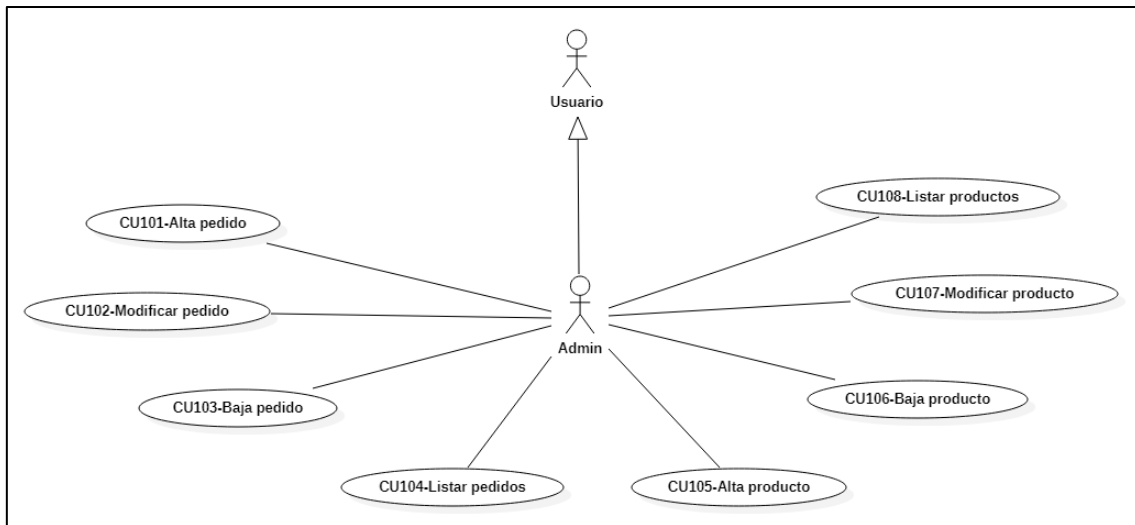 Usuario
CU108-Listar productos
CU101-Alta pedido
CU107-Modificar producto
CU102-Modificar pedido
Admin
CU106-Baja producto
CU103-Baja pedido
CU104-Listar pedidos
CU105-Alta producto